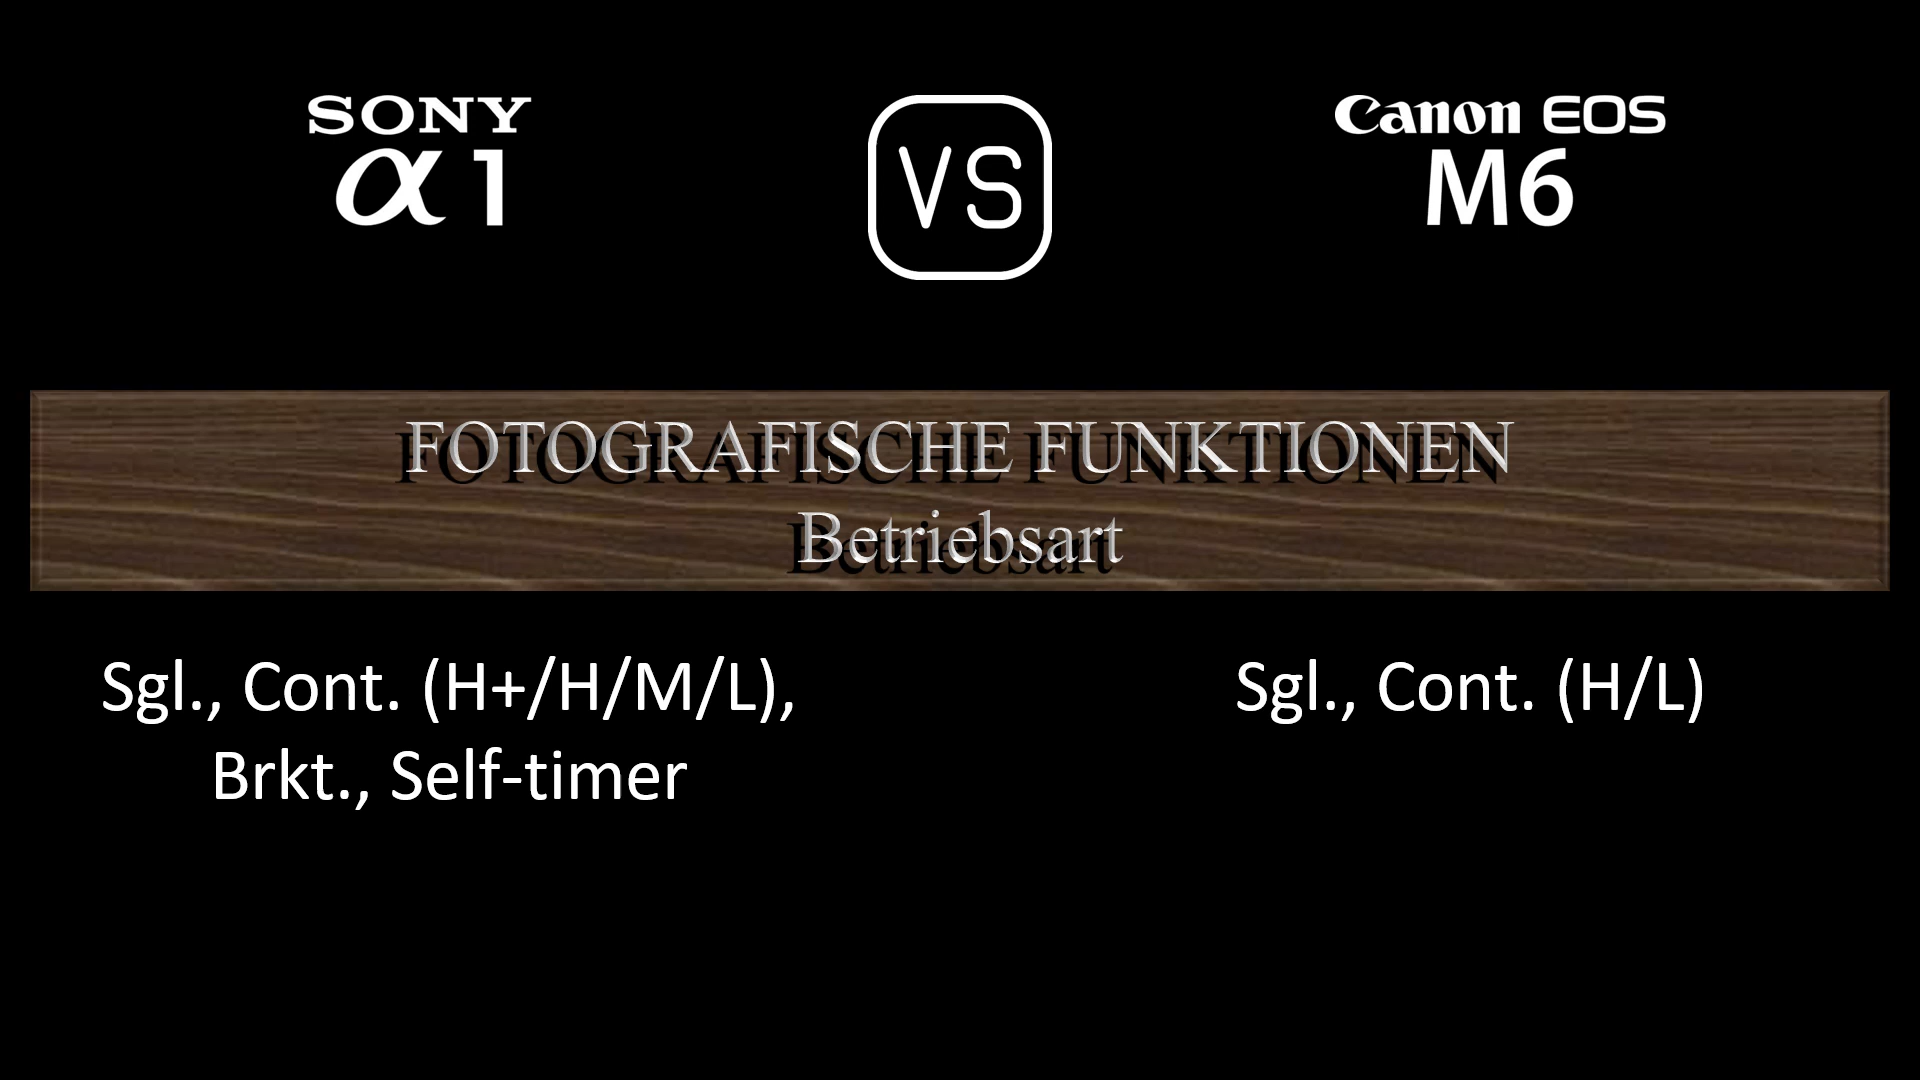 SONY
α1
VS
Canon EOS
M6
FOTOGRAFISCHE FUNKTIONEN
Betriebsart
Sgl., Cont. (H+/H/M/L),
Brkt., Self-timer
Sgl., Cont. (H/L)